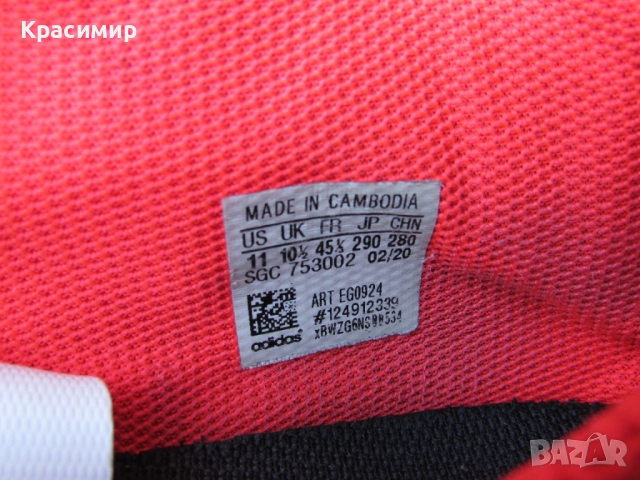 Красимир
MADE IN CAMBODIA
US UK FR JP CHN
11 10½ 45⅓ 290 280
SGC 753002 02/20
ART EG0924
#124912339
adidas
BAZAR